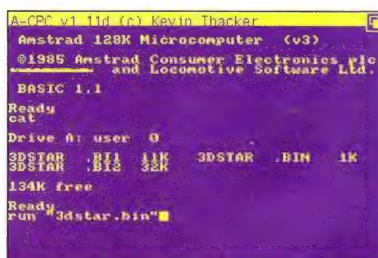 A-CPC v1.11d (c) Kevin Thacker
Amstrad 128K Microcomputer (v3)
©1985 Amstrad Consumer Electronics plc
and Locomotive Software Ltd.
BASIC 1.1
Ready
cat
Drive A: user 0
3DSTAR .BI1 11K 3DSTAR .BIN 1K
3DSTAR .BI2 32K
134K free
Ready
run "3dstar.bin"